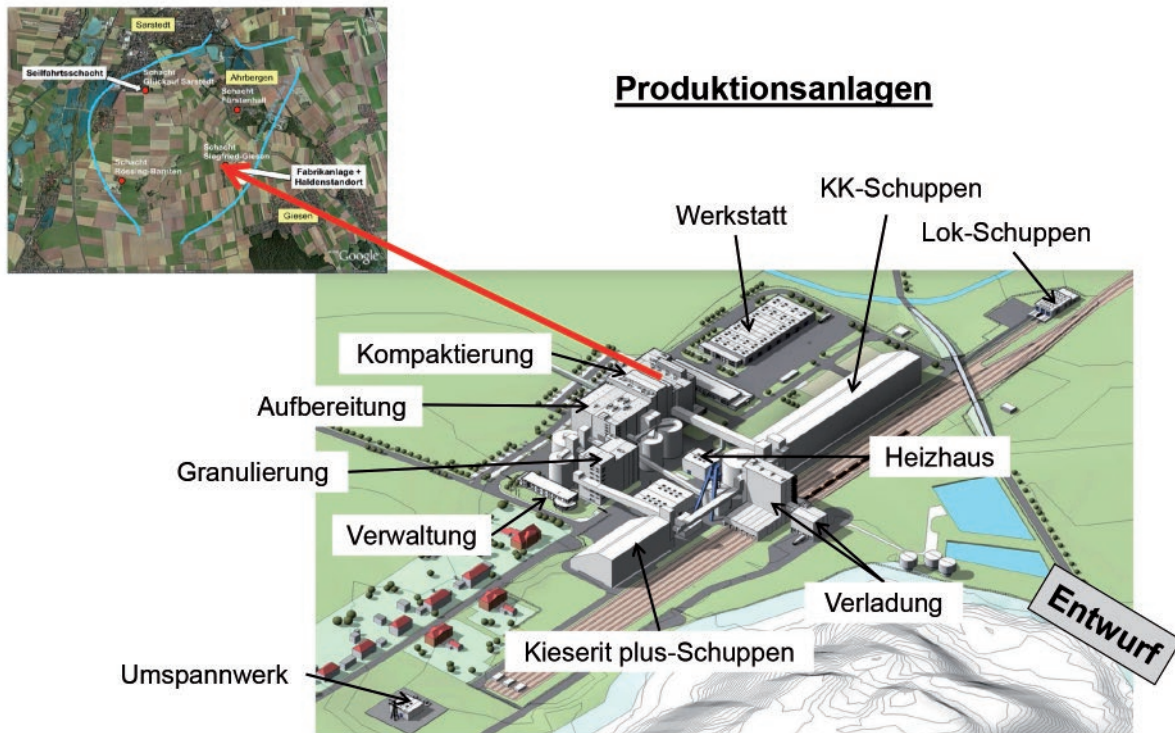 Sarstedt
Seilfahrtsschacht
Schacht
Glückauf Sarstedt
Ahrbergen
Schacht
Fürstenhall
Schacht
Siegfried-Giesen
Schacht
Rössing-Barnten
Fabrikanlage +
Haldenstandort
Giesen
Google
Produktionsanlagen
KK-Schuppen
Werkstatt
Lok-Schuppen
Kompaktierung
Aufbereitung
Granulierung
Heizhaus
Verwaltung
Verladung
Entwurf
Kieserit plus-Schuppen
Umspannwerk